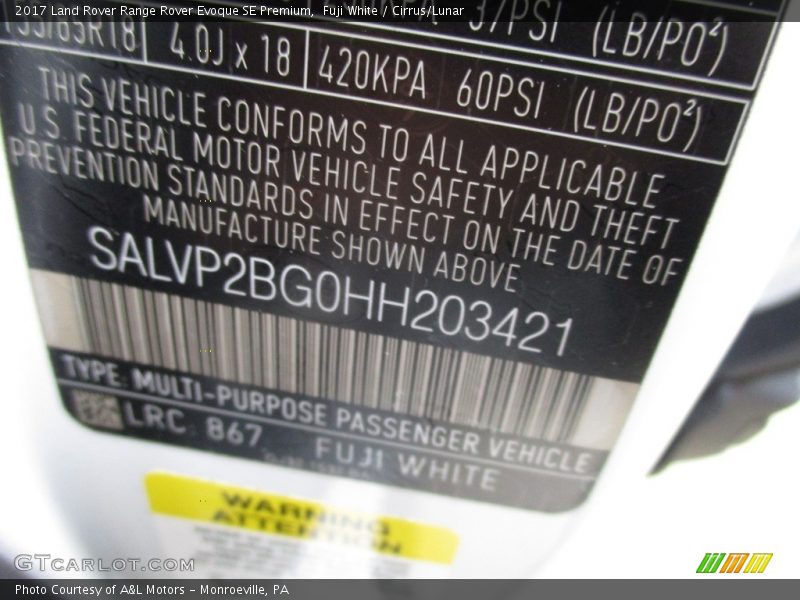 2017 Land Rover Range Rover Evoque SE Premium, Fuji White / Cirrus/Lunar
37PSI (LB/PO²)
4.0J x 18 420KPA 60PSI (LB/PO²)
THIS VEHICLE CONFORMS TO ALL APPLICABLE
U.S. FEDERAL MOTOR VEHICLE SAFETY AND THEFT
PREVENTION STANDARDS IN EFFECT ON THE DATE OF
MANUFACTURE SHOWN ABOVE
SALVP2BG0HH203421
TYPE: MULTI-PURPOSE PASSENGER VEHICLE
LRC 867 FUJI WHITE
WARNING
ATTENTION
GTCARLOT.COM
Photo Courtesy of A&L Motors – Monroeville, PA